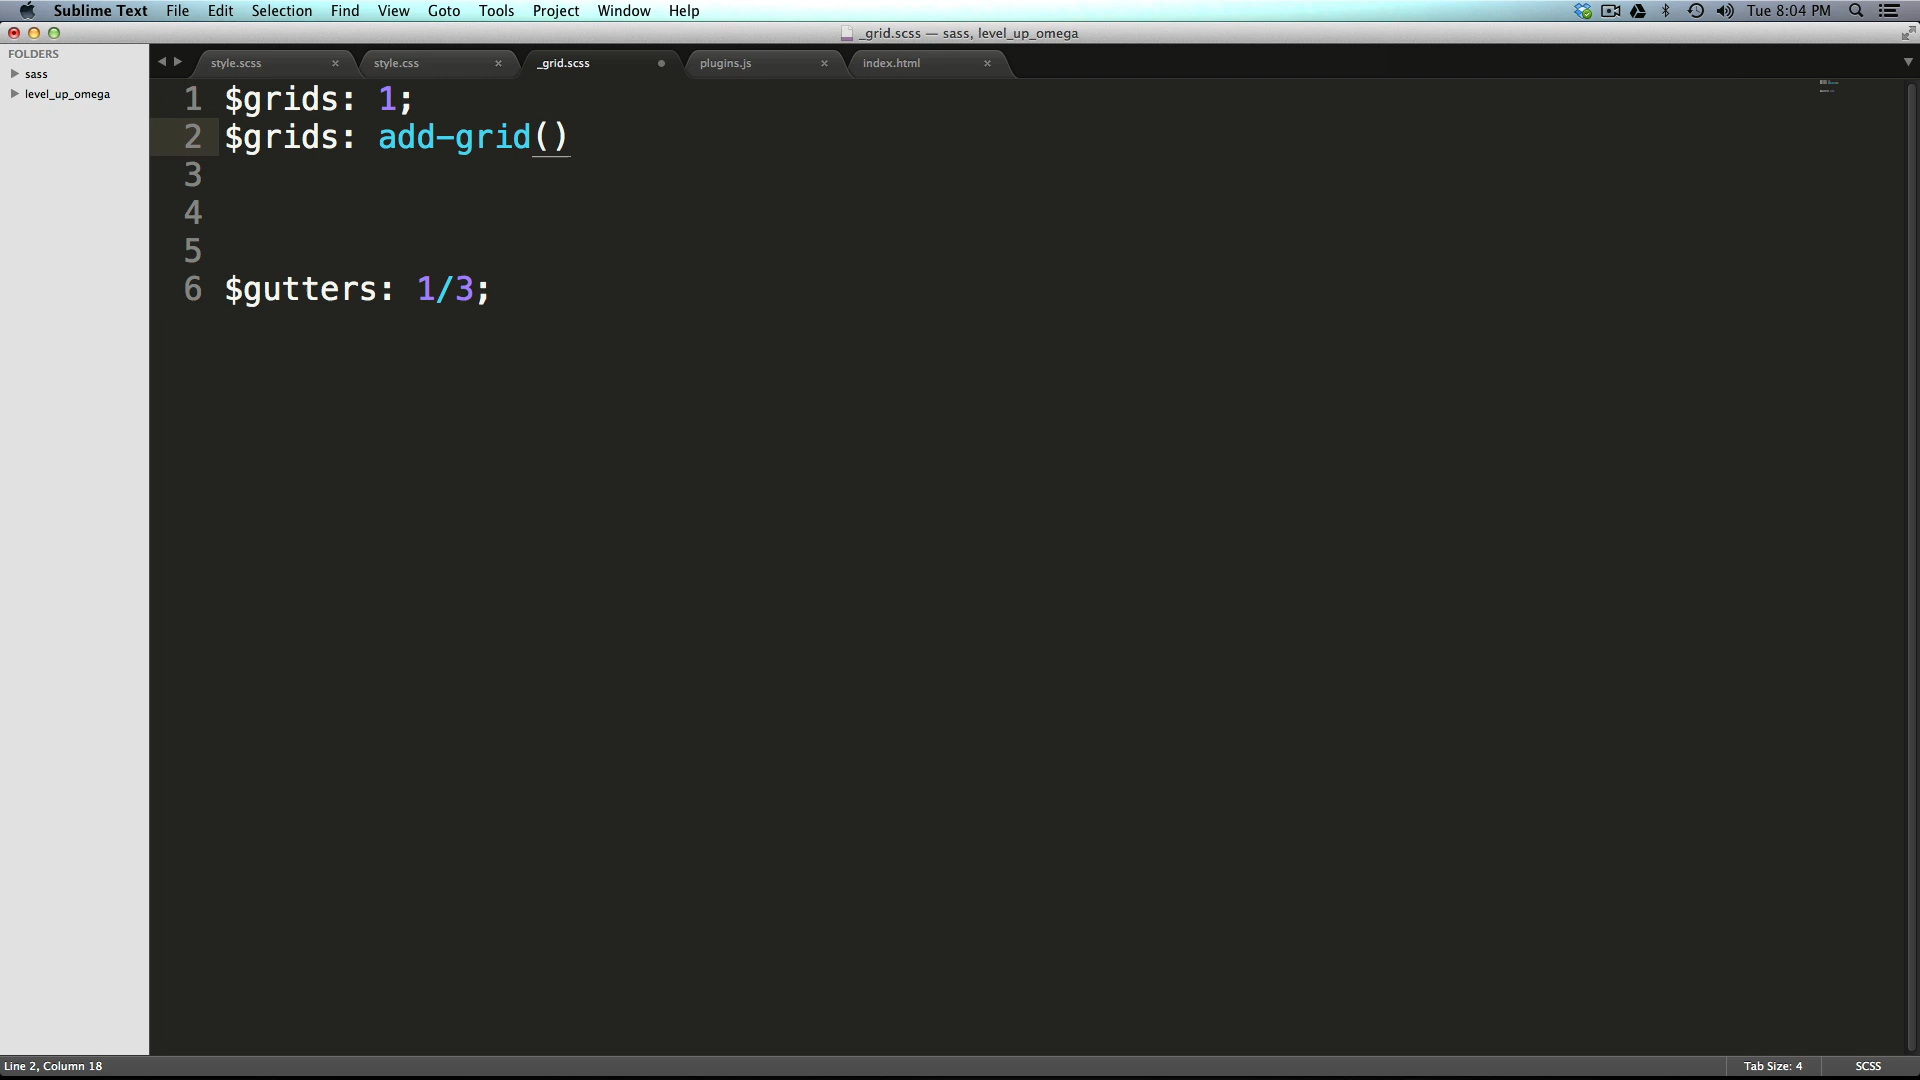 Sublime Text File Edit Selection Find View Goto Tools Project Window Help Tue 8:04 PM
_grid.scss — sass, level_up_omega
FOLDERS
sass
level_up_omega
style.scss × style.css × _grid.scss plugins.js × index.html ×
1 $grids: 1;
2 $grids: add-grid()
3
4
5
6 $gutters: 1/3;
Line 2, Column 18 Tab Size: 4 SCSS